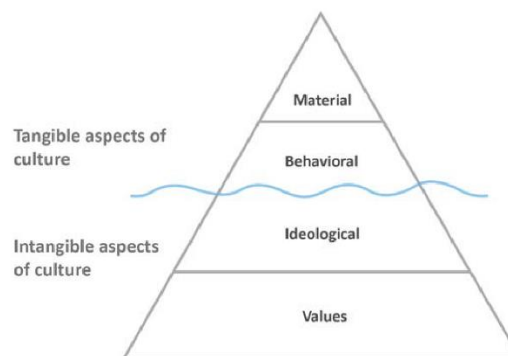 Material
Tangible aspects of
culture
Behavioral
Ideological
Intangible aspects
of culture
Values